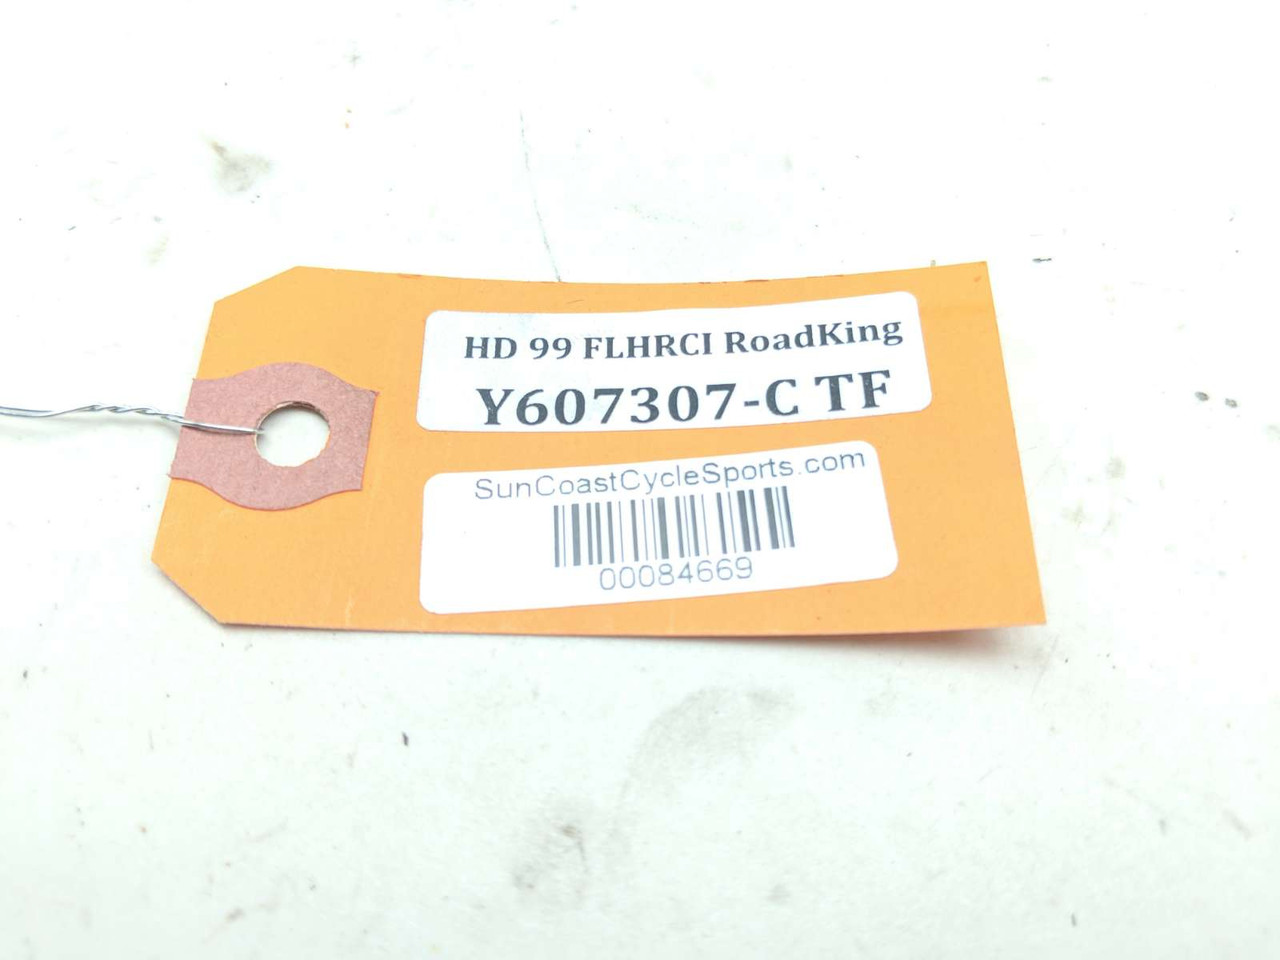 HD 99 FLHRCI RoadKing
Y607307-C TF
SunCoastCycleSports.com
00084669